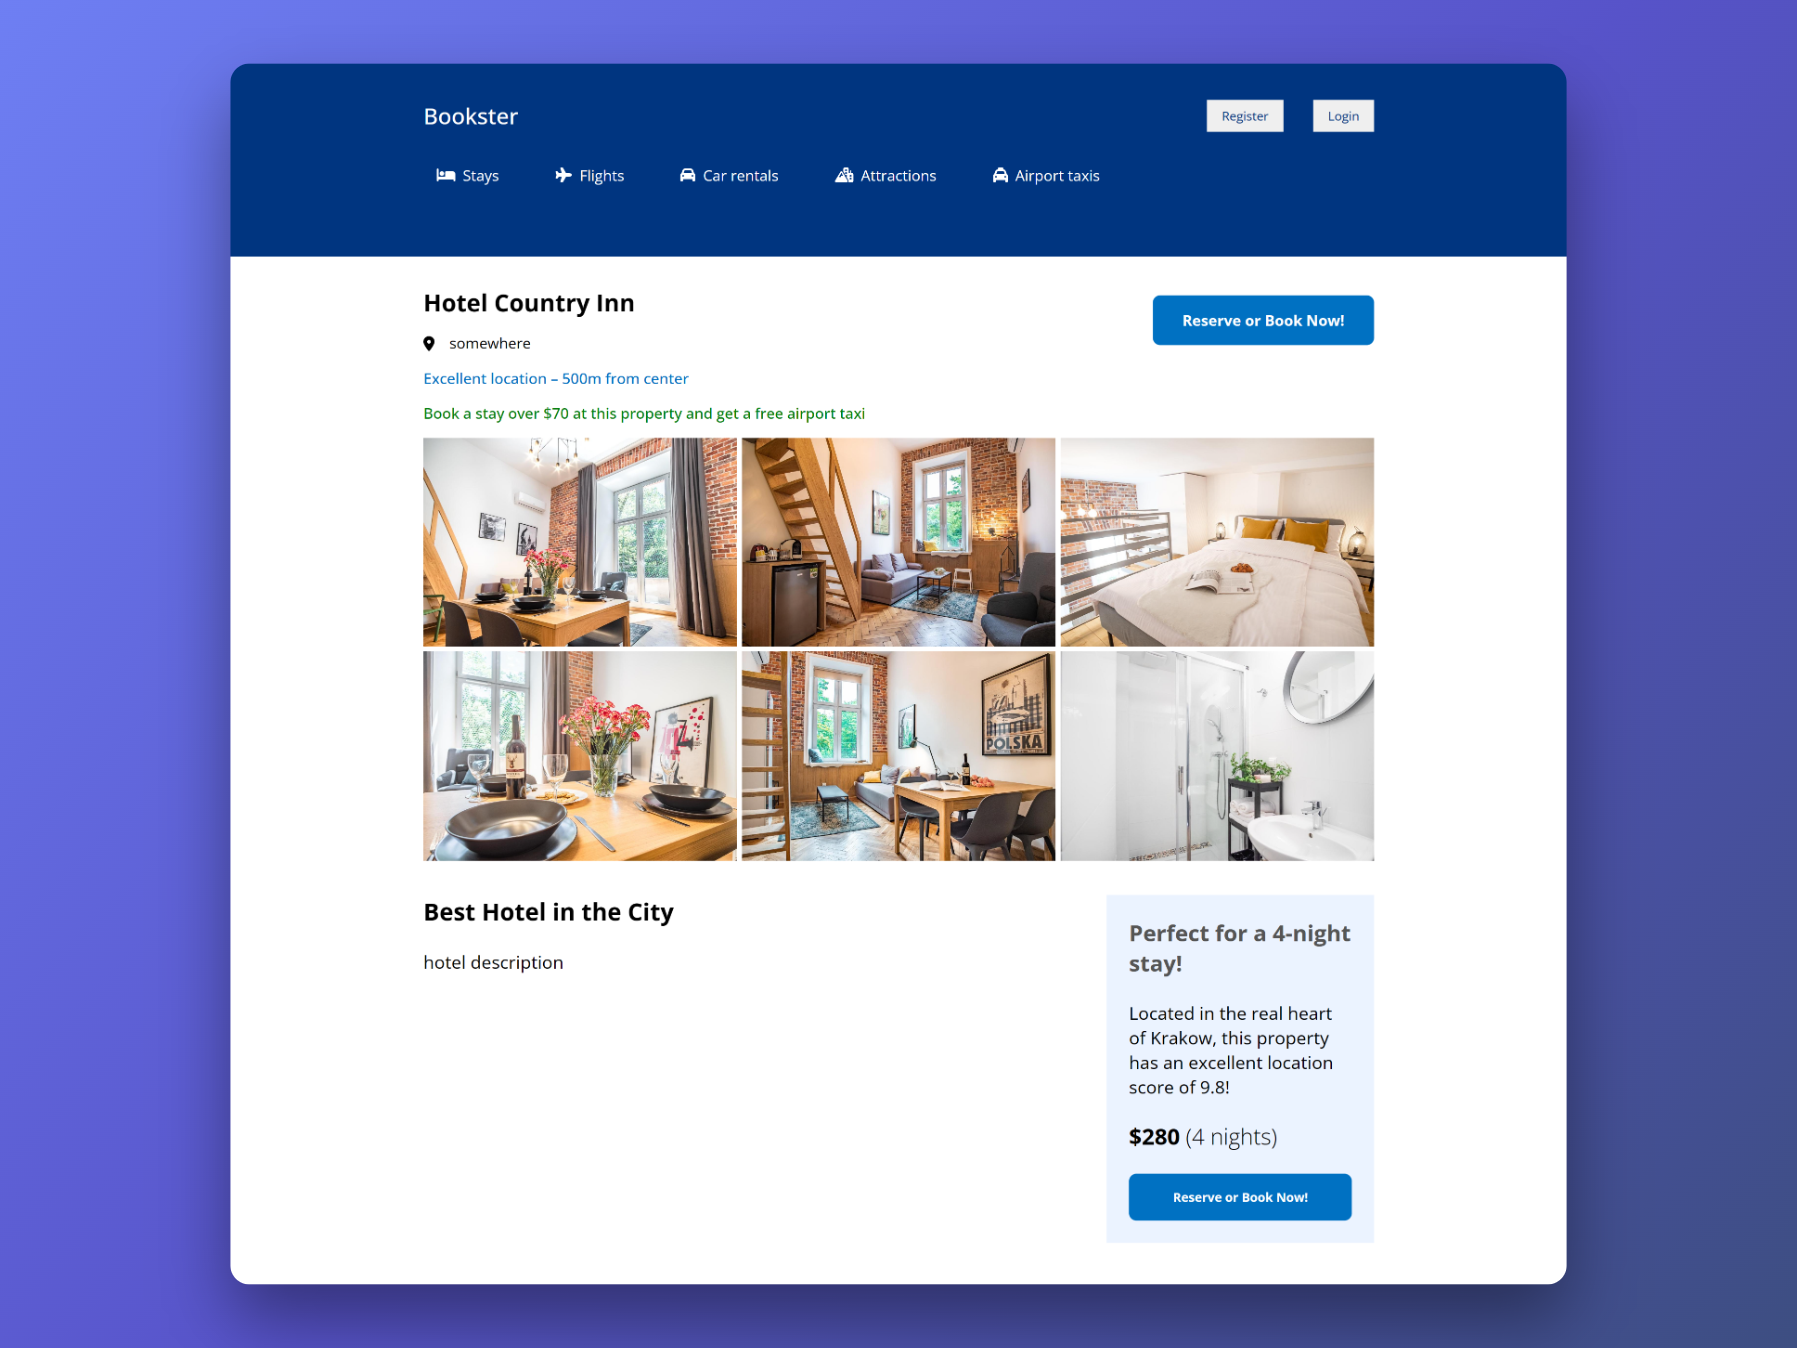 Bookster
Register
Login
Stays
Flights
Car rentals
Attractions
Airport taxis
Hotel Country Inn
Reserve or Book Now!
somewhere
Excellent location – 500m from center
Book a stay over $70 at this property and get a free airport taxi
POLSKA
Best Hotel in the City
hotel description
Perfect for a 4-night
stay!
Located in the real heart
of Krakow, this property
has an excellent location
score of 9.8!
$280 (4 nights)
Reserve or Book Now!